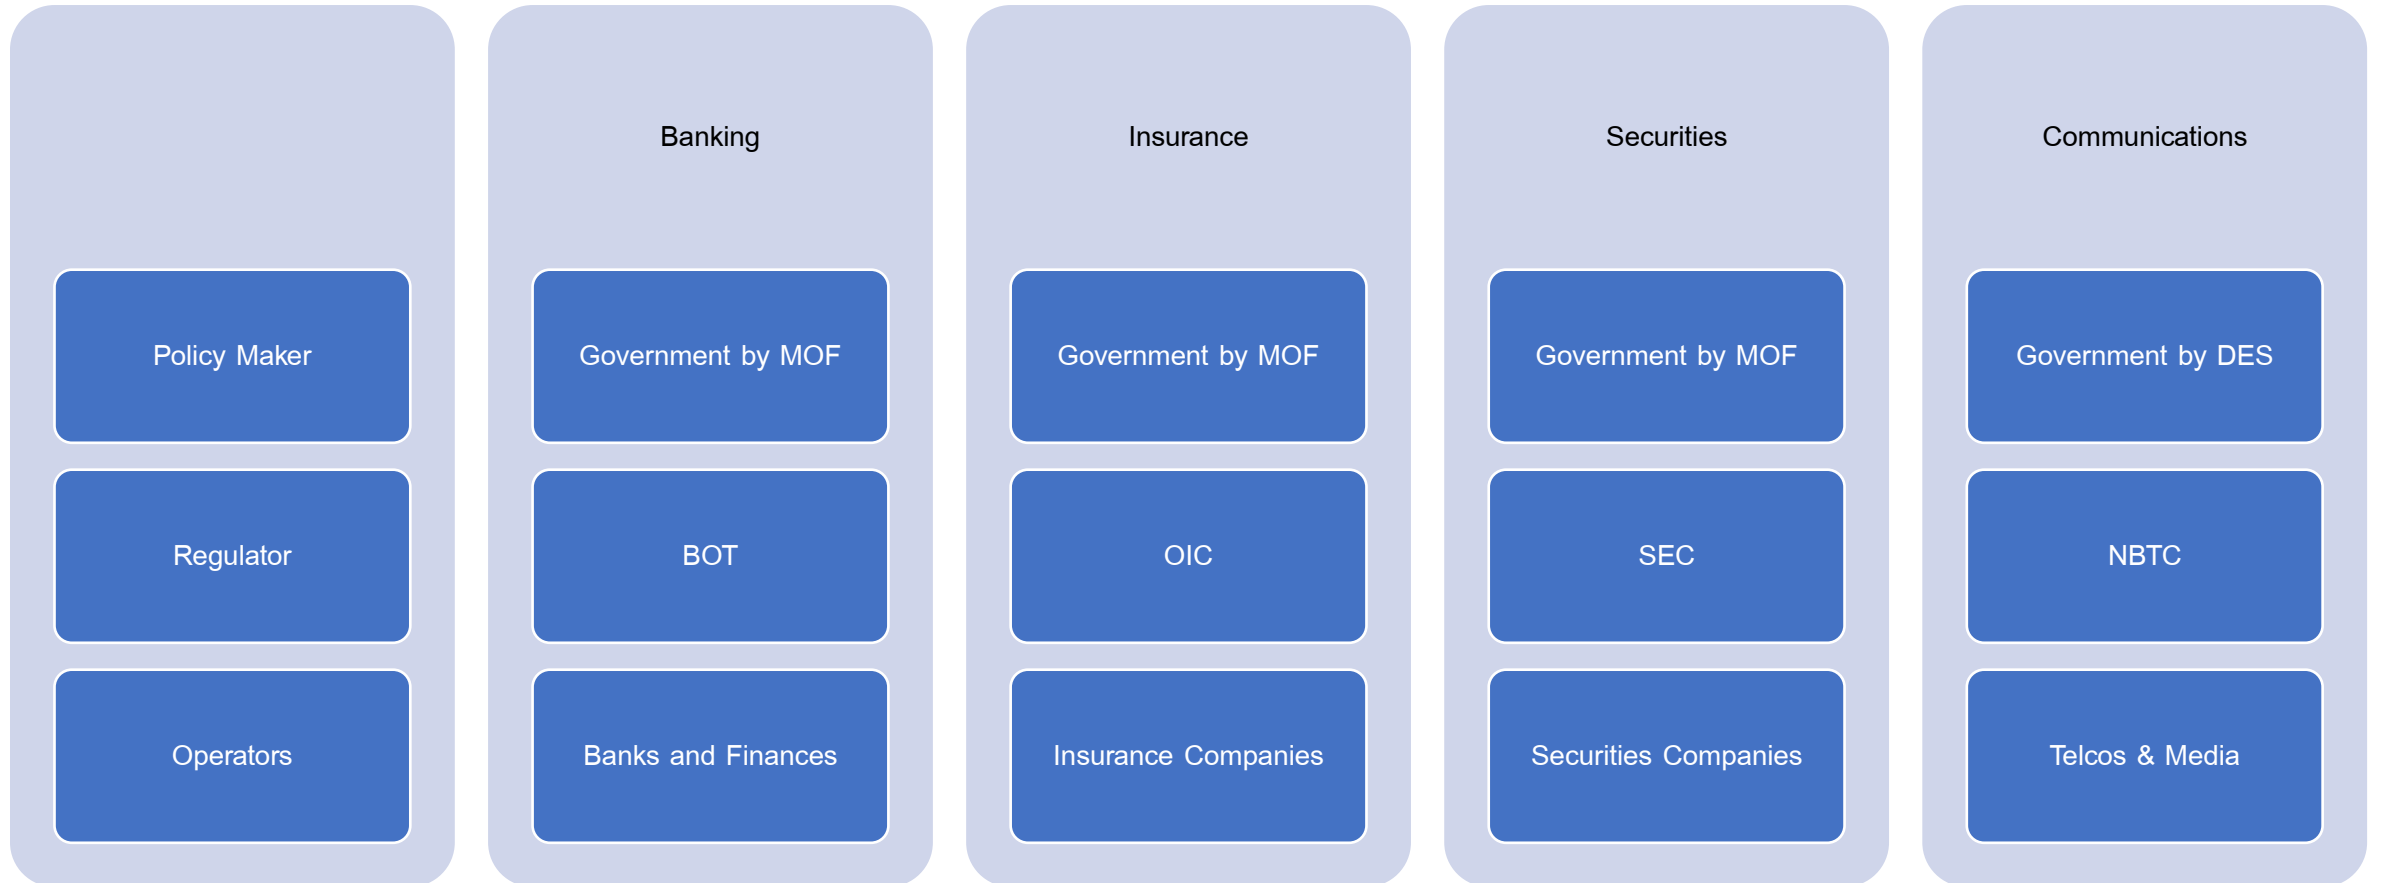 Banking
Insurance
Securities
Communications
Policy Maker
Government by MOF
Government by MOF
Government by MOF
Government by DES
Regulator
BOT
OIC
SEC
NBTC
Operators
Banks and Finances
Insurance Companies
Securities Companies
Telcos & Media